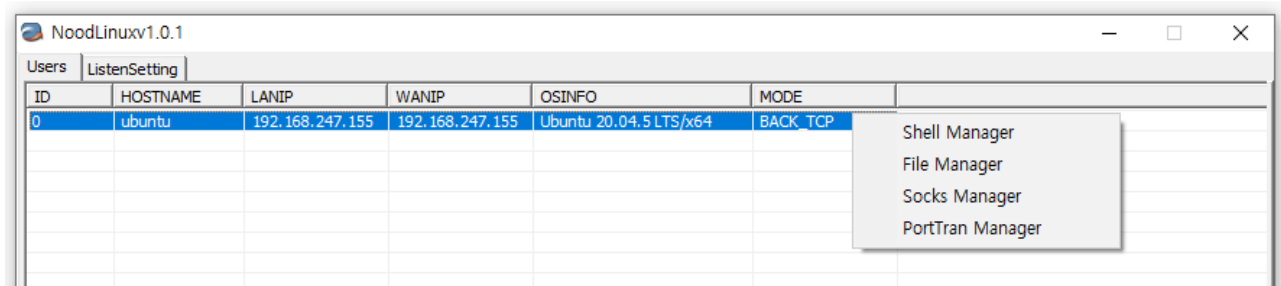 NoodLinuxv1.0.1
Users ListenSetting
ID HOSTNAME LANIP WANIP OSINFO MODE
0 ubuntu 192.168.247.155 192.168.247.155 Ubuntu 20.04.5 LTS/x64 BACK_TCP
Shell Manager
File Manager
Socks Manager
PortTran Manager